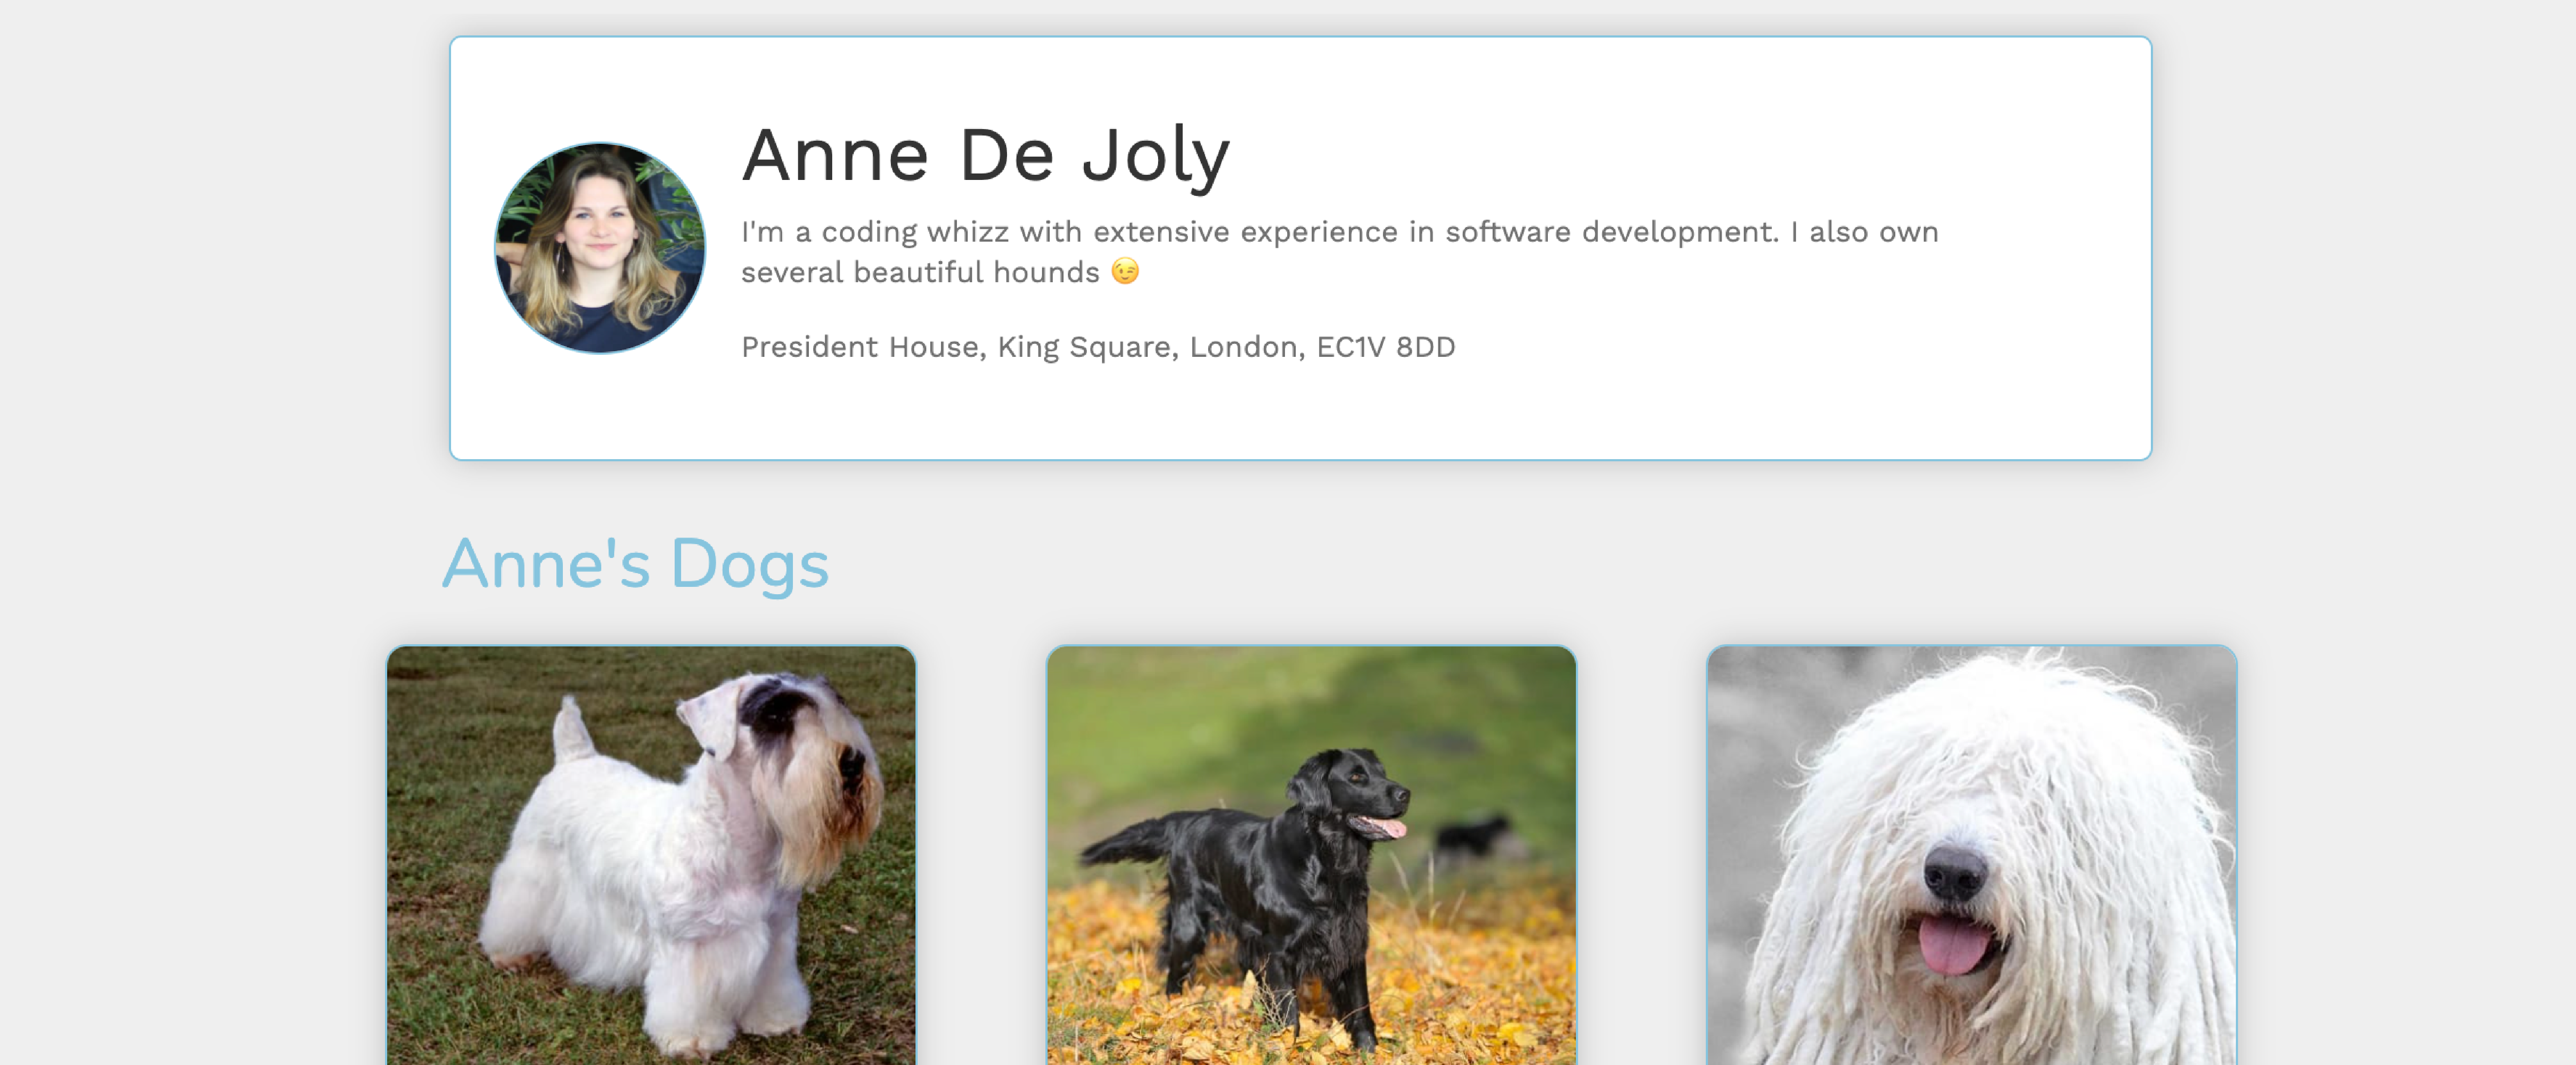 Anne De Joly
I'm a coding whizz with extensive experience in software development. I also own
several beautiful hounds 😉
President House, King Square, London, EC1V 8DD
Anne's Dogs